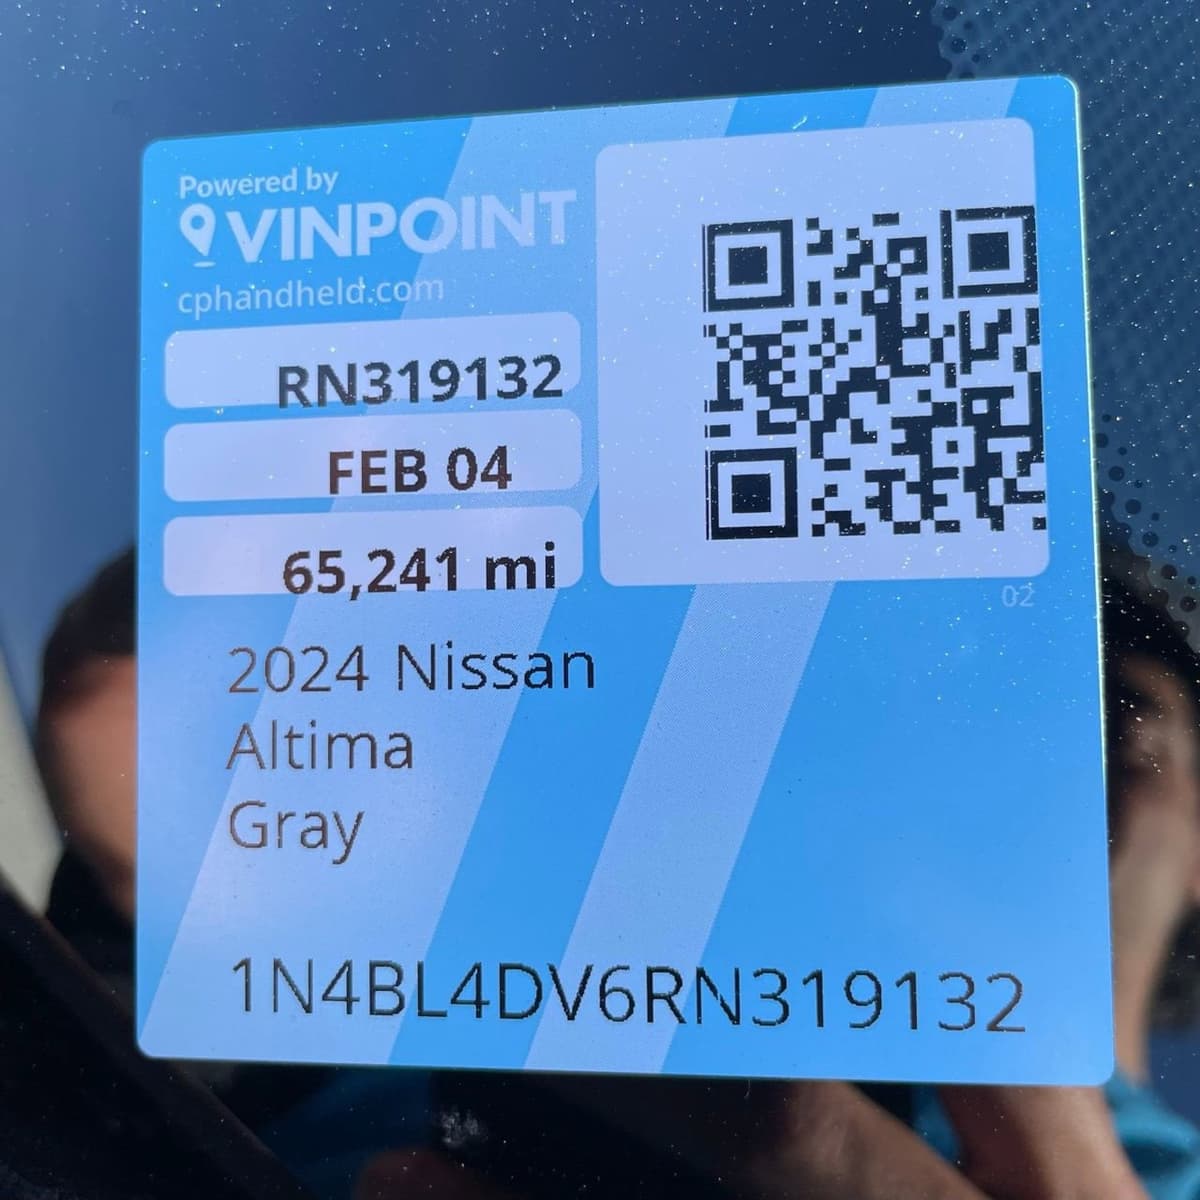 Powered by
VINPOINT
cphandheld.com
RN319132
FEB 04
65,241 mi
02
2024 Nissan
Altima
Gray
1N4BL4DV6RN319132